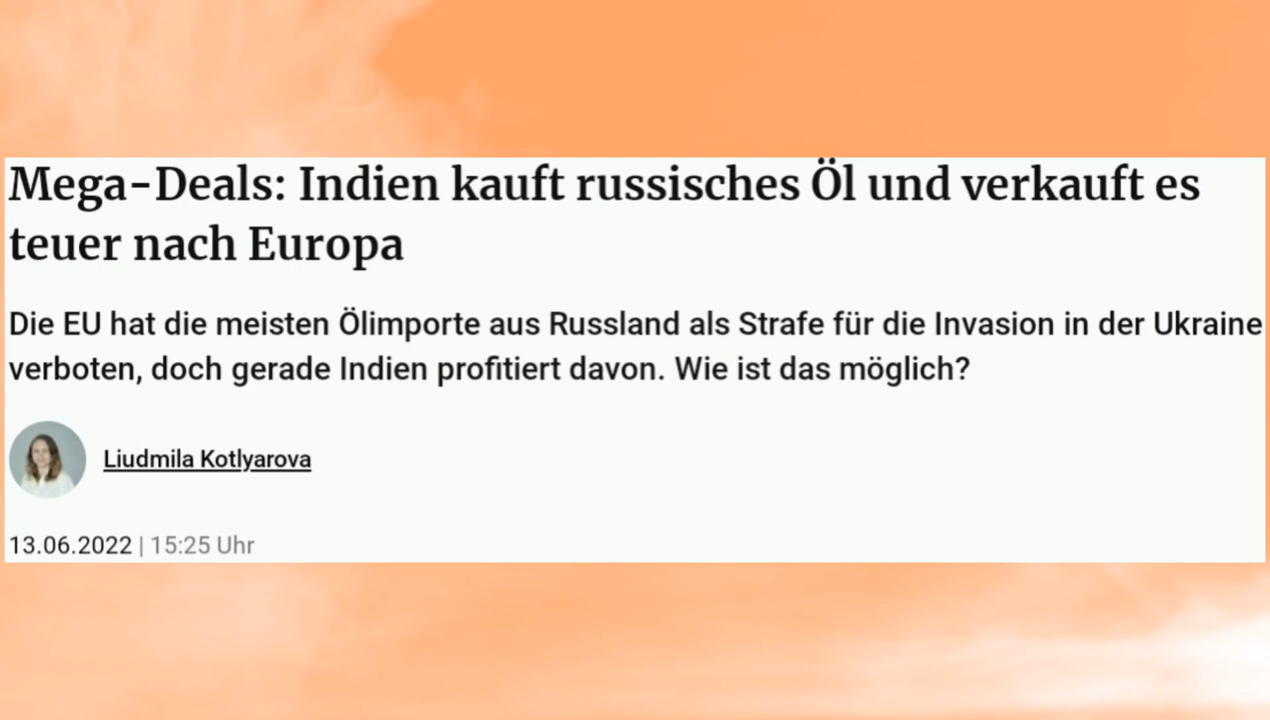 Mega-Deals: Indien kauft russisches Öl und verkauft es
teuer nach Europa
Die EU hat die meisten Ölimporte aus Russland als Strafe für die Invasion in der Ukraine
verboten, doch gerade Indien profitiert davon. Wie ist das möglich?
Liudmila Kotlyarova
13.06.2022 | 15:25 Uhr